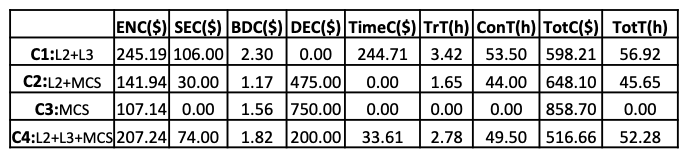 ENC($) SEC($) BDC($) DEC($) TimeC($) TrT(h) ConT(h) TotC($) TotT(h)
C1:L2+L3 245.19 106.00 2.30 0.00 244.71 3.42 53.50 598.21 56.92
C2:L2+MCS 141.94 30.00 1.17 475.00 0.00 1.65 44.00 648.10 45.65
C3:MCS 107.14 0.00 1.56 750.00 0.00 0.00 0.00 858.70 0.00
C4:L2+L3+MCS 207.24 74.00 1.82 200.00 33.61 2.78 49.50 516.66 52.28